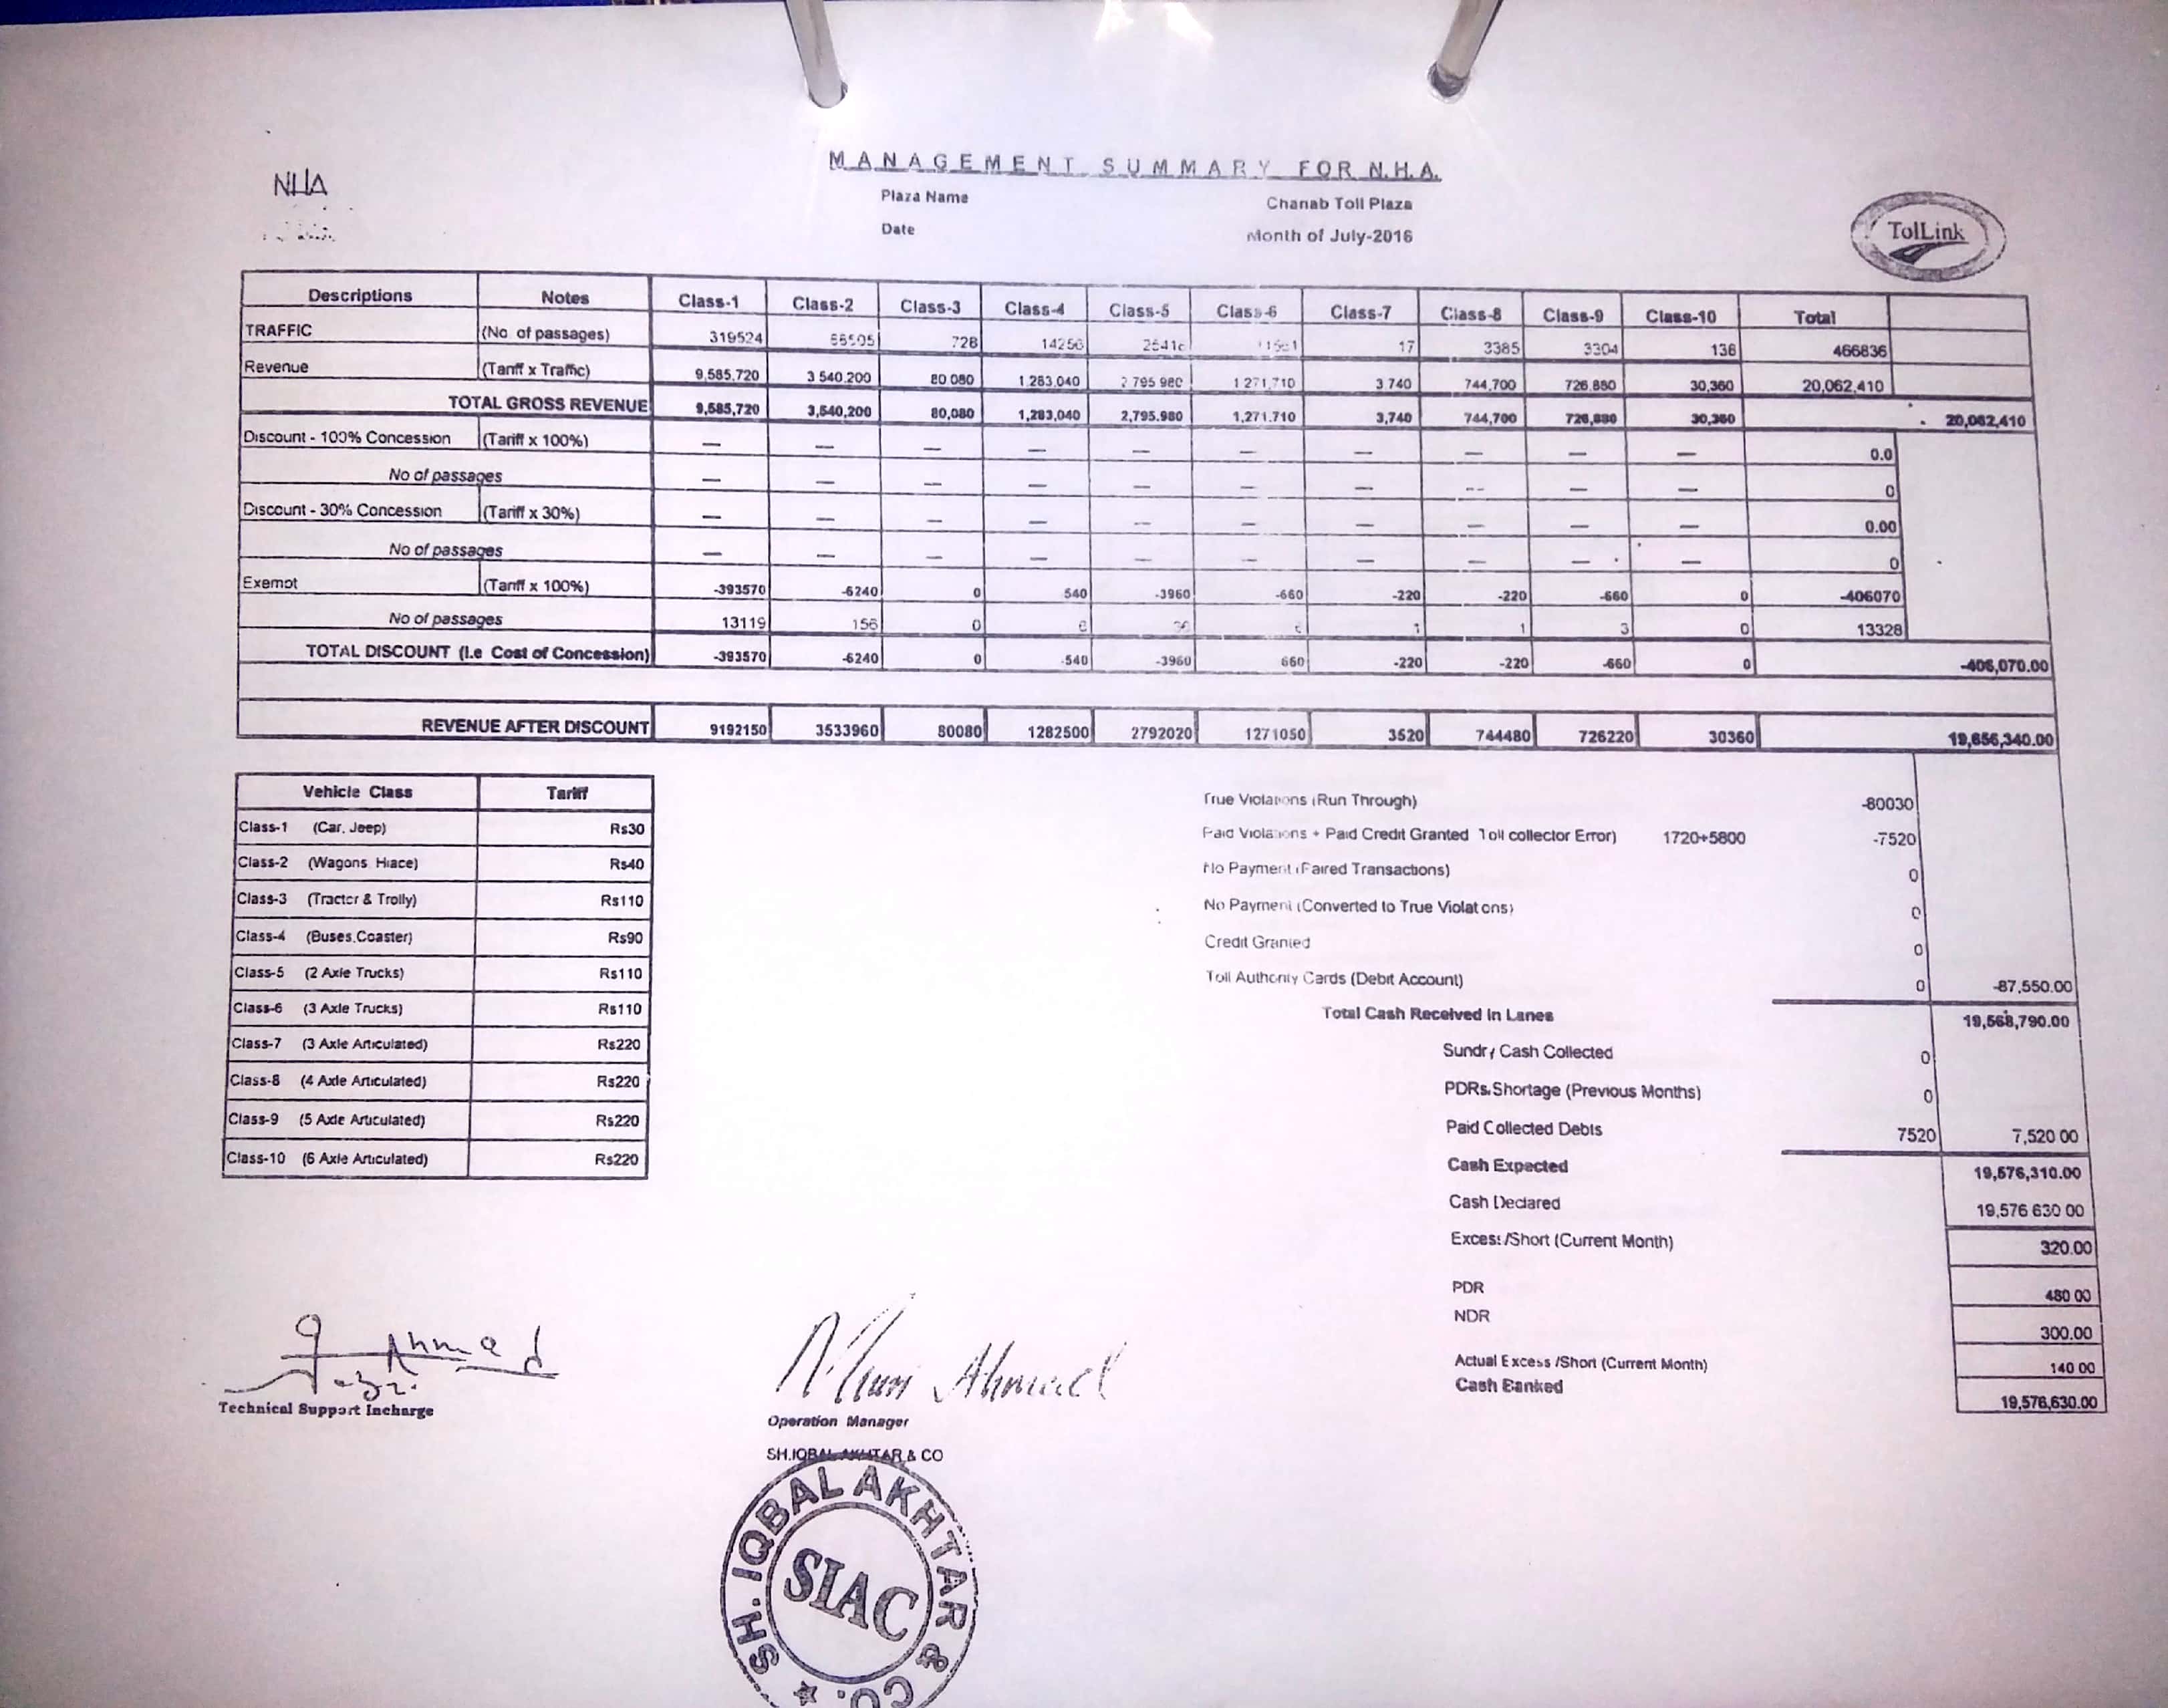 MANAGEMENT SUMMARY FOR N.H.A.
NHA
Plaza Name Chanab Toll Plaza
Date Month of July-2016
TolLink
Descriptions Notes Class-1 Class-2 Class-3 Class-4 Class-5 Class-6 Class-7 Class-8 Class-9 Class-10 Total
TRAFFIC (No. of passages) 319524 728 14256 17 3385 3304 138 466836
Revenue (Tariff x Traffic) 9,585,720 3 540,200 80 080 1 283,040 2 795 980 1 271,710 3 740 744,700 726,880 30,360 20,062,410
TOTAL GROSS REVENUE 9,585,720 3,540,200 80,080 1,283,040 2,795.980 1,271.710 3,740 744,700 726,880 30,360 20,062,410
Discount - 100% Concession (Tariff x 100%) — — — — — — — — — — 0.0
No of passages — — — — — — — -- — — 0
Discount - 30% Concession (Tariff x 30%) — — — — -- — — — — — 0.00
No of passages — — — — — — — — — — 0
Exempt (Tariff x 100%) -393570 -6240 0 540 -3960 -660 -220 -220 -660 0 -406070
No of passages 13119 156 0 1 1 3 0 13328
TOTAL DISCOUNT (I.e Cost of Concession) -393570 -6240 0 -540 -3960 660 -220 -220 -660 0 -406,070.00
REVENUE AFTER DISCOUNT 9192150 3533960 80080 1282500 2792020 1271050 3520 744480 726220 30360 19,656,340.00
Vehicle Class Tariff
Class-1 (Car, Jeep) Rs30
Class-2 (Wagons Hiace) Rs40
Class-3 (Tractor & Trolly) Rs110
Class-4 (Buses,Coaster) Rs90
Class-5 (2 Axle Trucks) Rs110
Class-6 (3 Axle Trucks) Rs110
Class-7 (3 Axle Articulated) Rs220
Class-8 (4 Axle Articulated) Rs220
Class-9 (5 Axle Articulated) Rs220
Class-10 (6 Axle Articulated) Rs220
True Violations (Run Through) -80030
Paid Violations + Paid Credit Granted Toll collector Error) 1720+5800 -7520
No Payment (Paired Transactions) 0
No Payment (Converted to True Violations) 0
Credit Granted 0
Toll Authority Cards (Debit Account) 0 -87,550.00
Total Cash Received in Lanes 19,568,790.00
Sundry Cash Collected 0
PDRs.Shortage (Previous Months) 0
Paid Collected Debts 7520 7,520 00
Cash Expected 19,576,310.00
Cash Declared 19,576 630 00
Excess /Short (Current Month) 320.00
PDR 480 00
NDR 300.00
Actual Excess /Short (Current Month) 140 00
Cash Banked 19,576,630.00
Ahmad
Technical Support Incharge
Ahmad
Operation Manager
SH.IQBAL AKHTAR & CO
SH. IQBAL AKHTAR & CO.
SIAC